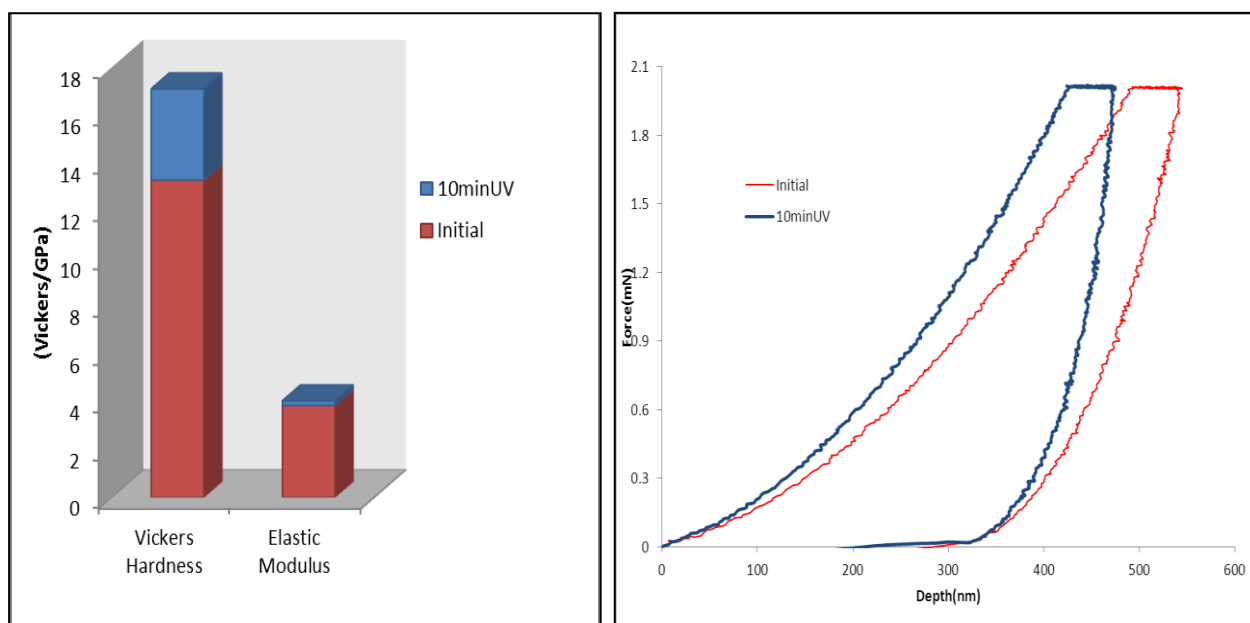 (Vickers/GPa)
18
16
14
12
10
8
6
4
2
0
Vickers
Hardness
Elastic
Modulus
10minUV
Initial
Force(mN)
2.1
1.8
1.5
1.2
0.9
0.6
0.3
0
0 100 200 300 400 500 600
Depth(nm)
Initial
10minUV